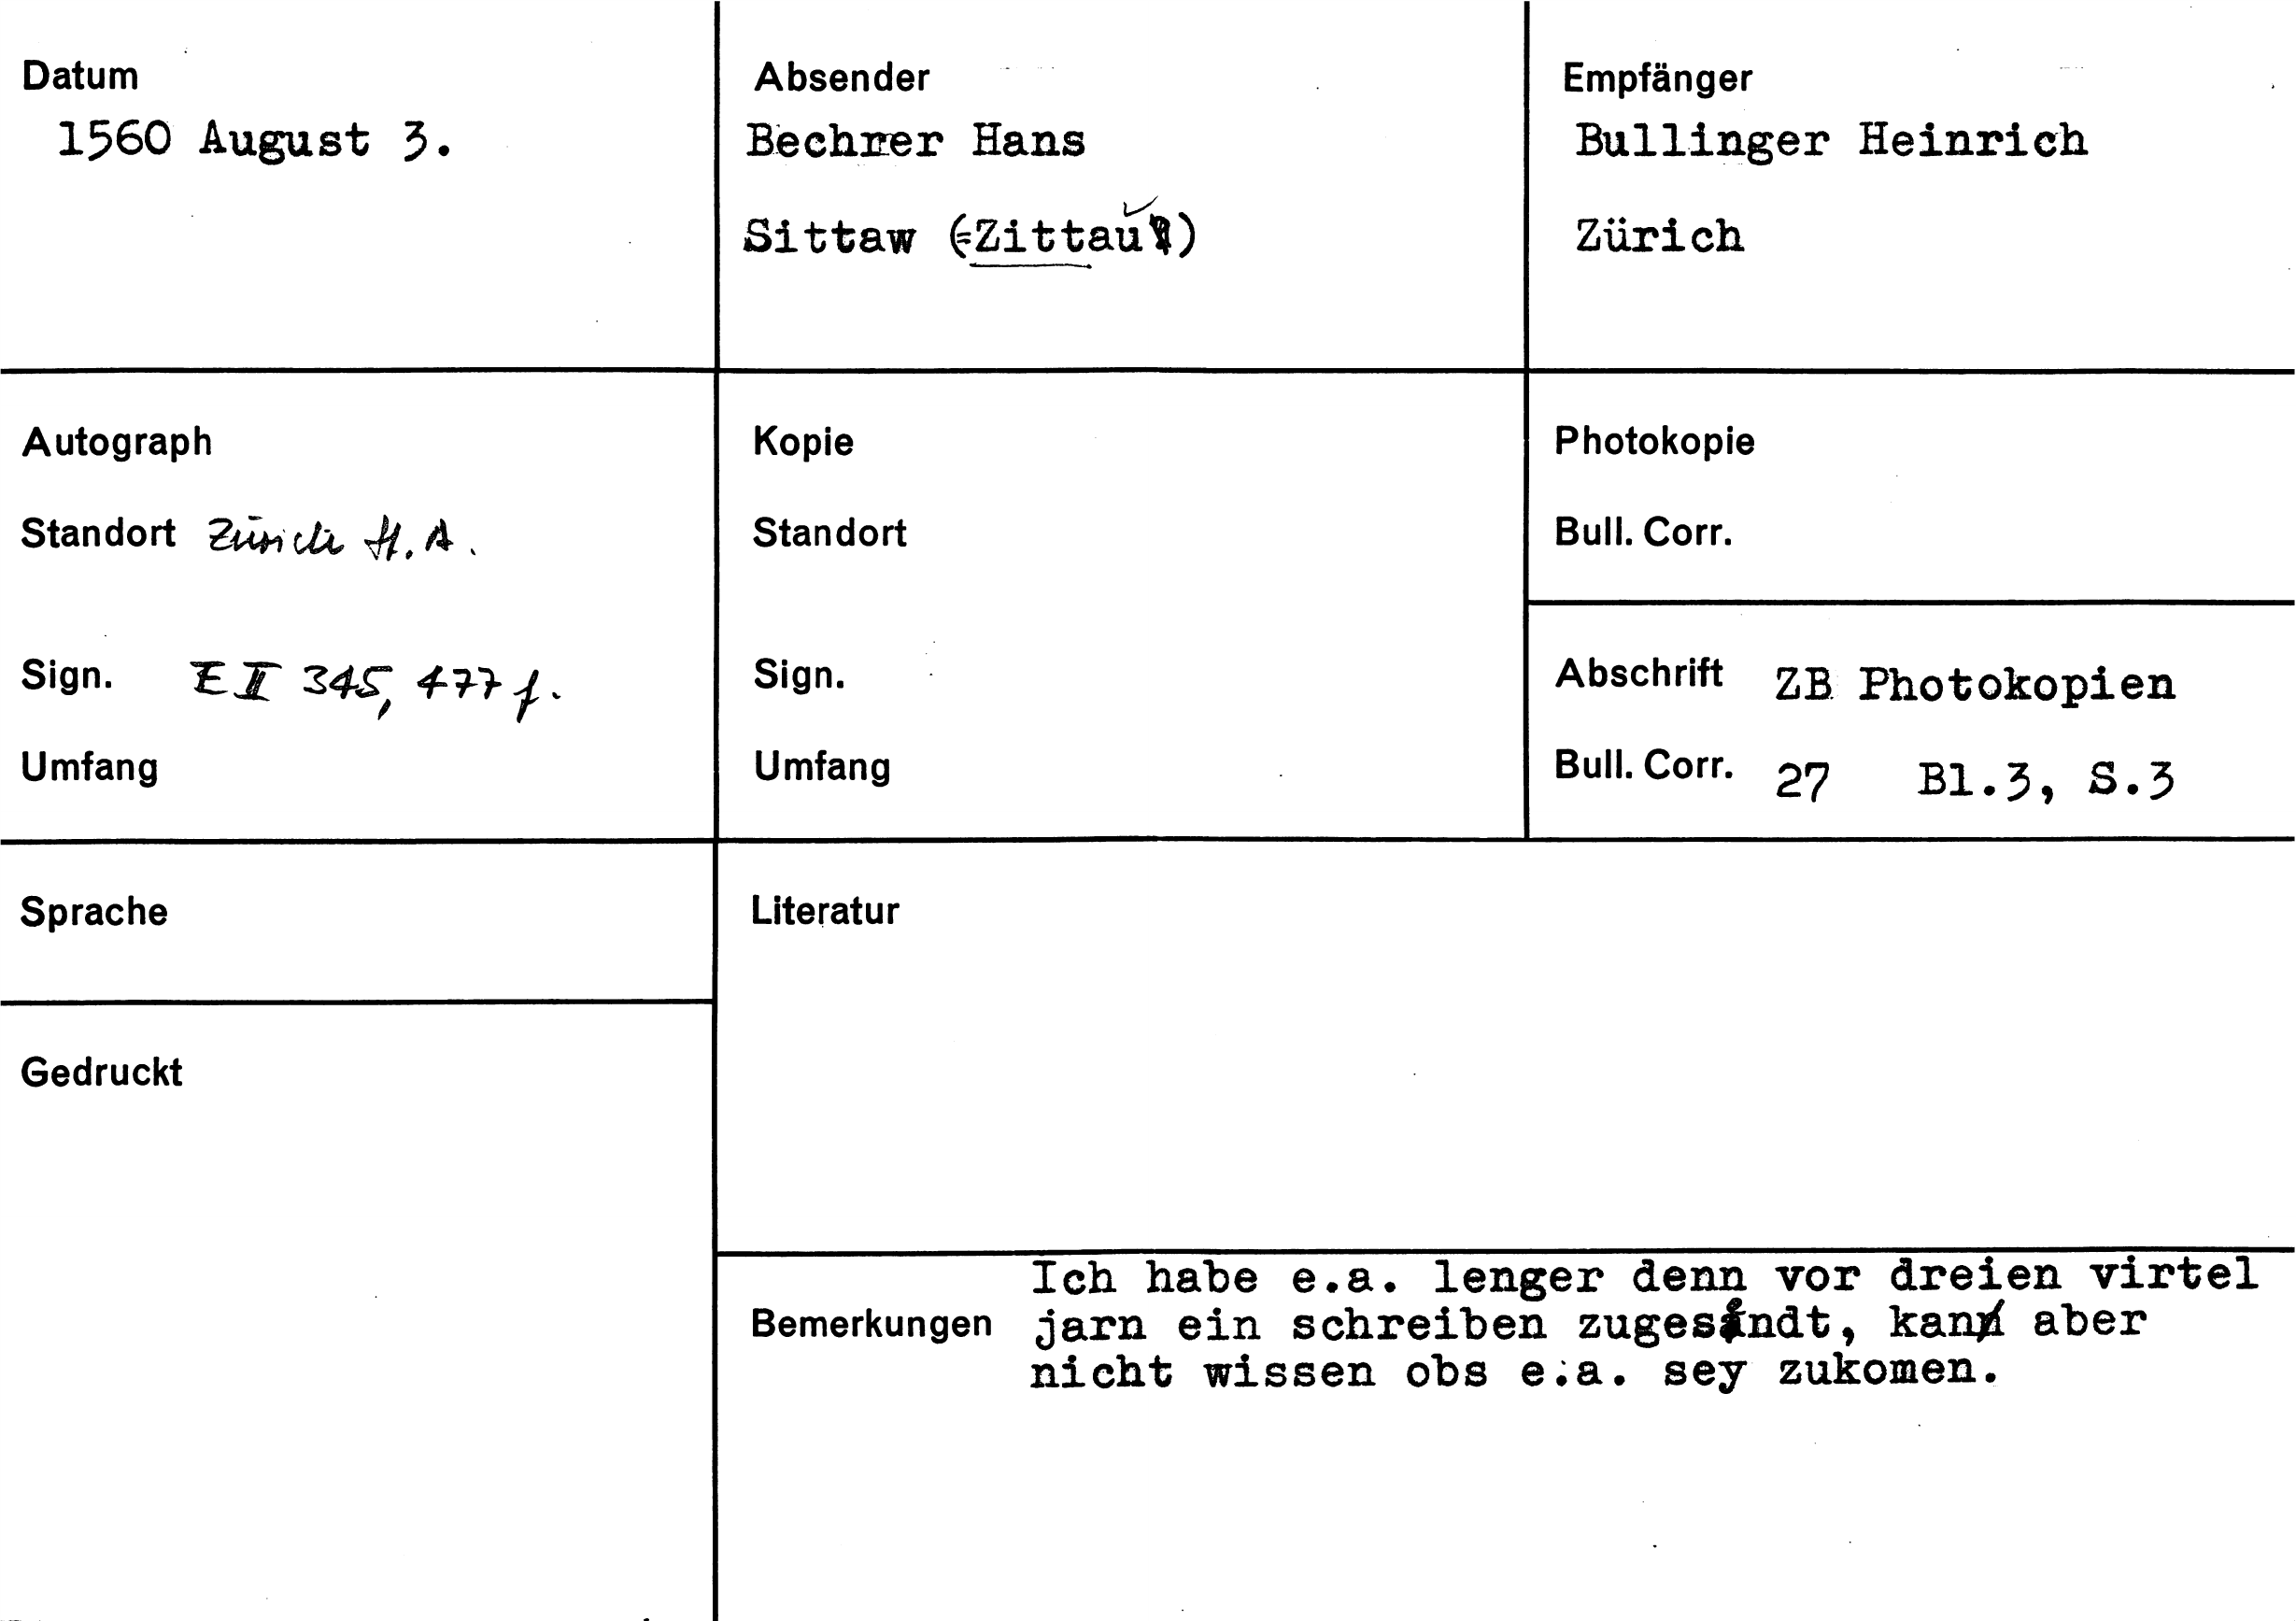 Datum
1560 August 3.
Absender
Bechrer Hans
Sittaw (=Zittau)
Empfänger
Bullinger Heinrich
Zürich
Autograph
Standort Zürich St. A.
Sign. E II 345, 477 f.
Umfang
Kopie
Standort
Sign.
Umfang
Photokopie
Bull. Corr.
Abschrift ZB Photokopien
Bull. Corr. 27 Bl.3, S.3
Sprache
Gedruckt
Literatur
Bemerkungen
Ich habe e.a. lenger denn vor dreien virtel
jarn ein schreiben zugesandt, kan aber
nicht wissen obs e.a. sey zukomen.